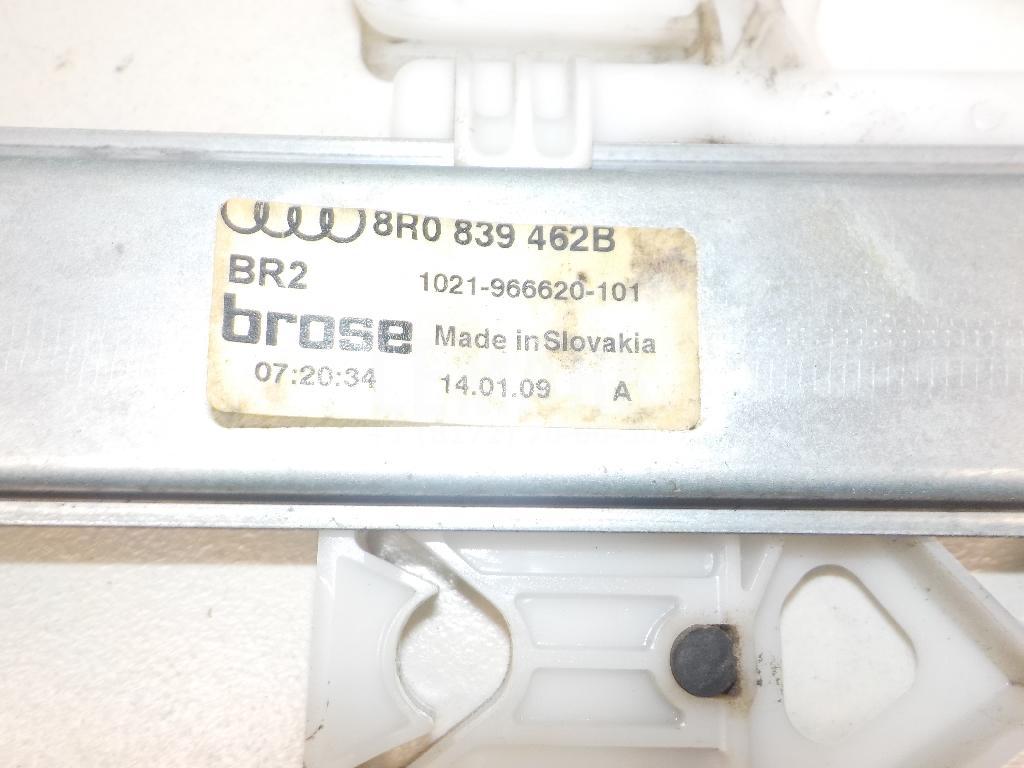 8R0 839 462B
BR2 1021-966620-101
brose Made in Slovakia
07:20:34 14.01.09 A